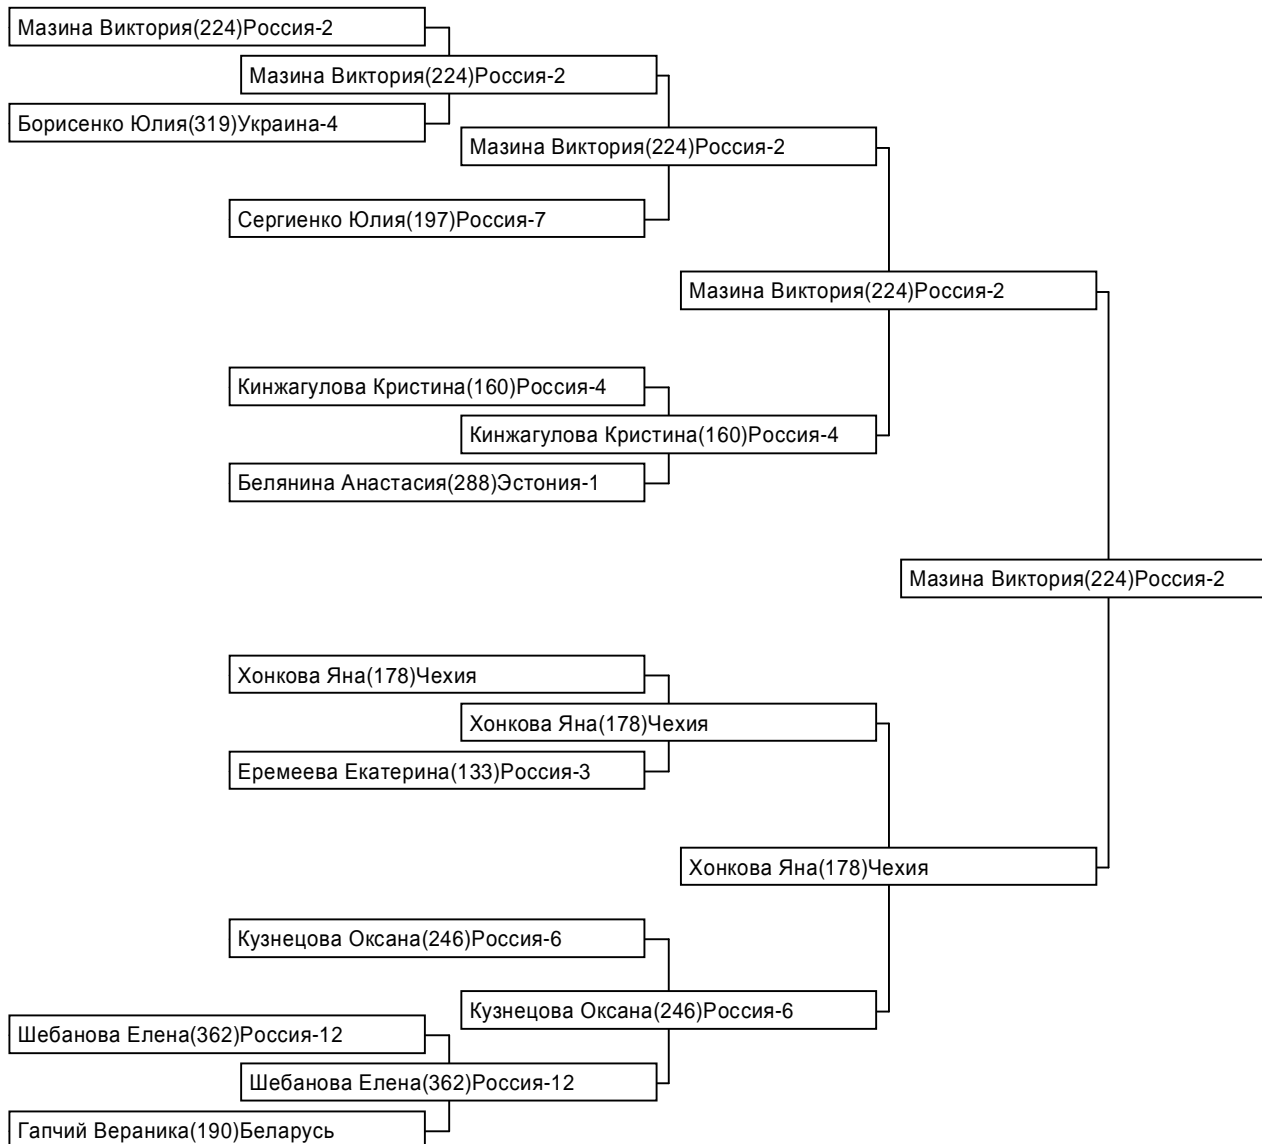 Мазина Виктория(224)Россия-2
Мазина Виктория(224)Россия-2
Борисенко Юлия(319)Украина-4
Мазина Виктория(224)Россия-2
Сергиенко Юлия(197)Россия-7
Мазина Виктория(224)Россия-2
Кинжагулова Кристина(160)Россия-4
Кинжагулова Кристина(160)Россия-4
Белянина Анастасия(288)Эстония-1
Мазина Виктория(224)Россия-2
Хонкова Яна(178)Чехия
Хонкова Яна(178)Чехия
Еремеева Екатерина(133)Россия-3
Хонкова Яна(178)Чехия
Кузнецова Оксана(246)Россия-6
Кузнецова Оксана(246)Россия-6
Шебанова Елена(362)Россия-12
Шебанова Елена(362)Россия-12
Гапчий Вераника(190)Беларусь